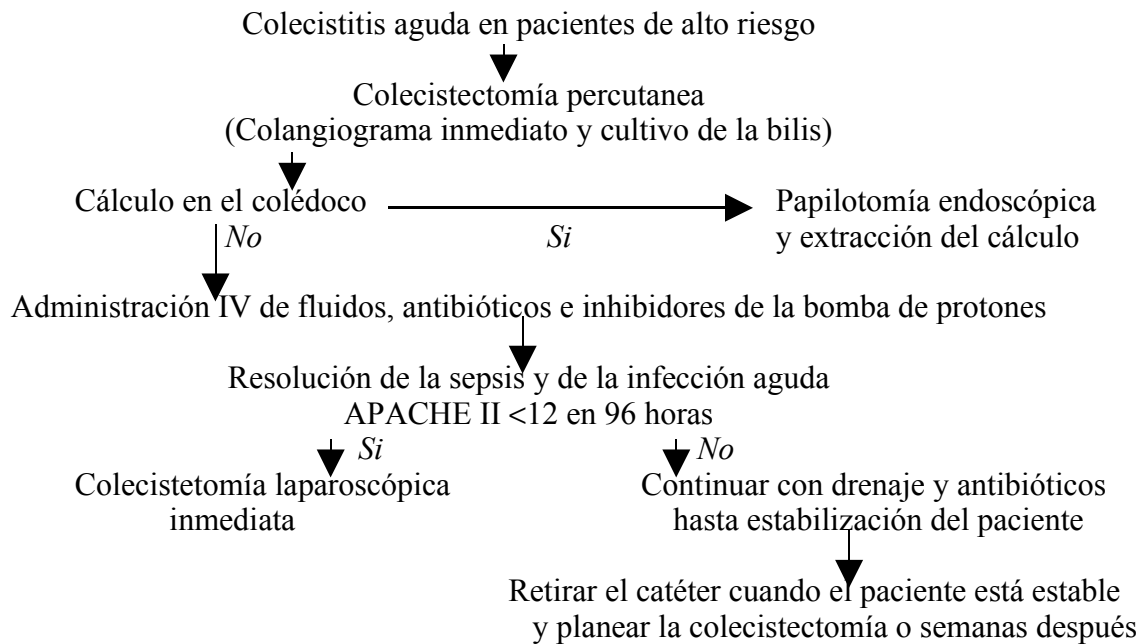 Colecistitis aguda en pacientes de alto riesgo
Colecistectomía percutanea
(Colangiograma inmediato y cultivo de la bilis)
Cálculo en el colédoco
Papilotomía endoscópica
y extracción del cálculo
No
Si
Administración IV de fluidos, antibióticos e inhibidores de la bomba de protones
Resolución de la sepsis y de la infección aguda
APACHE II <12 en 96 horas
Si
No
Colecistetomía laparoscópica
inmediata
Continuar con drenaje y antibióticos
hasta estabilización del paciente
Retirar el catéter cuando el paciente está estable
y planear la colecistectomía o semanas después